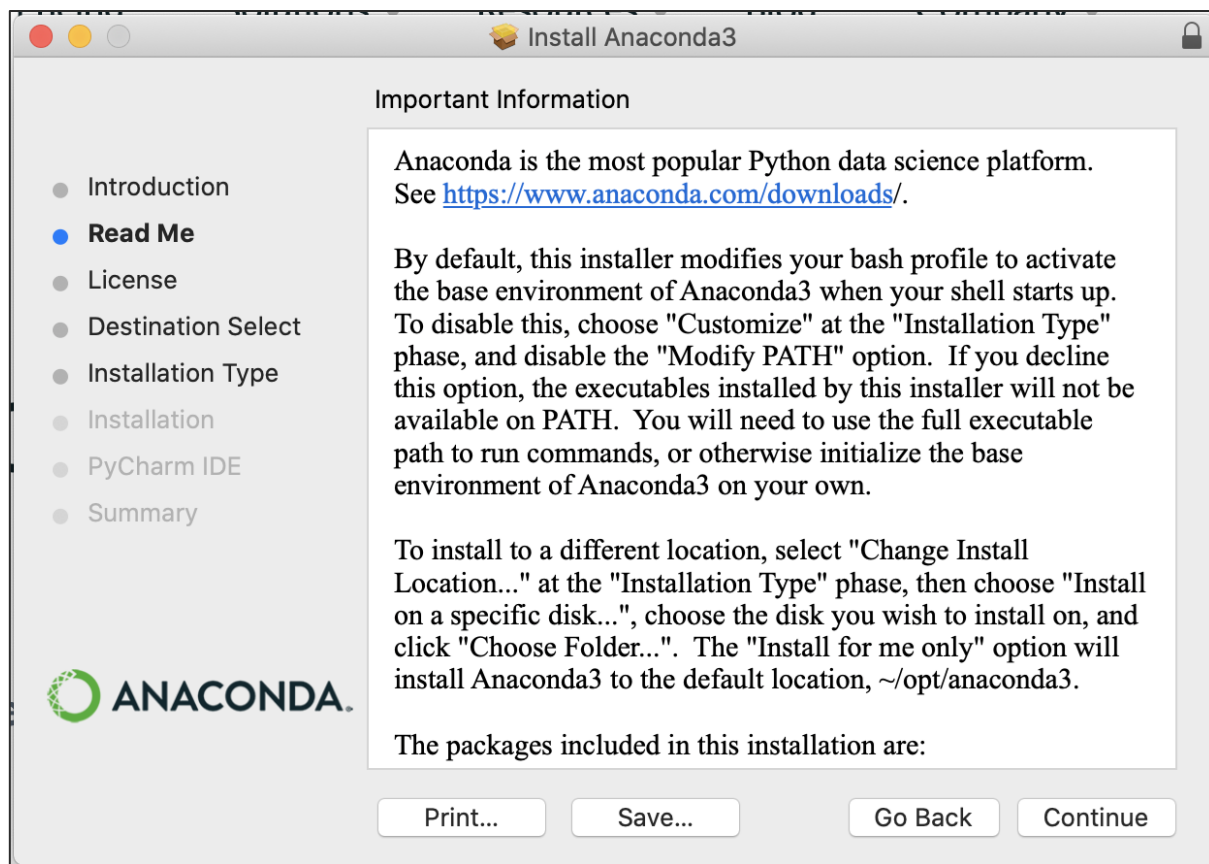 Install Anaconda3
Important Information
Introduction
Read Me
License
Destination Select
Installation Type
Installation
PyCharm IDE
Summary
ANACONDA.
Anaconda is the most popular Python data science platform.
See https://www.anaconda.com/downloads/.
By default, this installer modifies your bash profile to activate
the base environment of Anaconda3 when your shell starts up.
To disable this, choose "Customize" at the "Installation Type"
phase, and disable the "Modify PATH" option.  If you decline
this option, the executables installed by this installer will not be
available on PATH.  You will need to use the full executable
path to run commands, or otherwise initialize the base
environment of Anaconda3 on your own.
To install to a different location, select "Change Install
Location..." at the "Installation Type" phase, then choose "Install
on a specific disk...", choose the disk you wish to install on, and
click "Choose Folder...".  The "Install for me only" option will
install Anaconda3 to the default location, ~/opt/anaconda3.
The packages included in this installation are:
Print...
Save...
Go Back
Continue